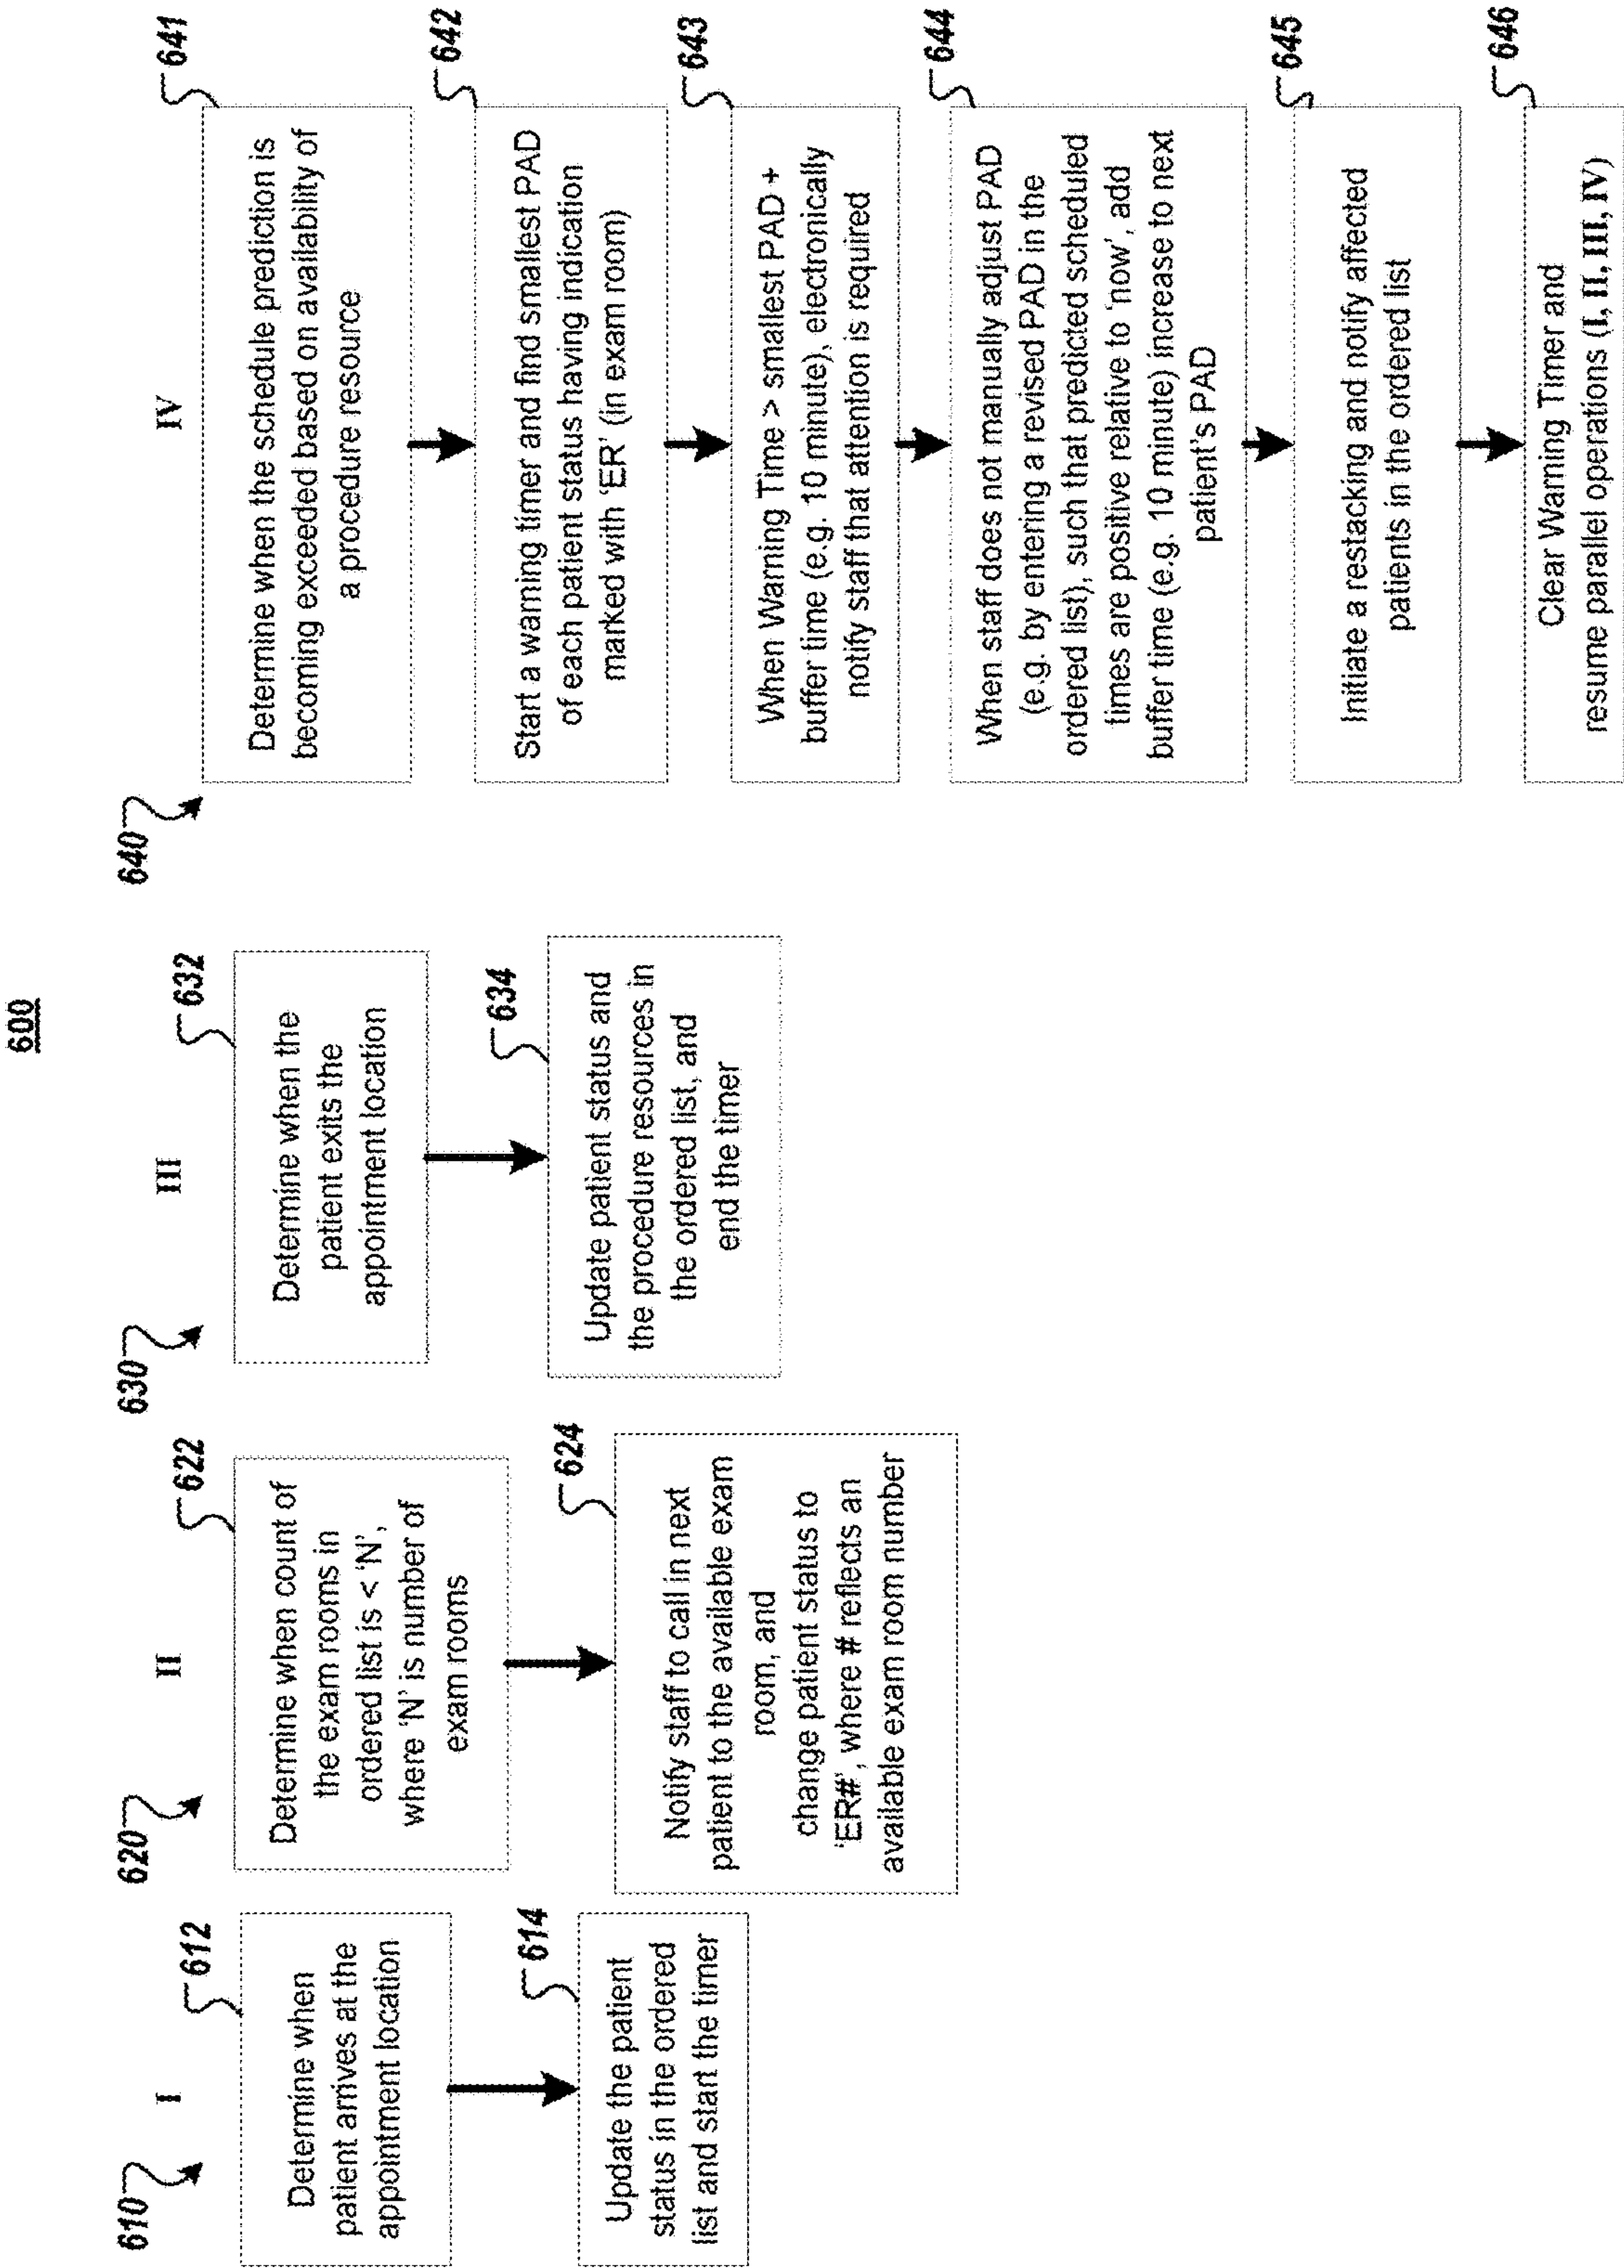 600
610
I
612
Determine when
patient arrives at the
appointment location
614
Update the patient
status in the ordered
list and start the timer
620
II
622
Determine when count of
the exam rooms in
ordered list is < 'N',
where 'N' is number of
exam rooms
624
Notify staff to call in next
patient to the available exam
room, and
change patient status to
'ER#', where # reflects an
available exam room number
630
III
632
Determine when the
patient exits the
appointment location
634
Update patient status and
the procedure resources in
the ordered list, and
end the timer
640
IV
641
Determine when the schedule prediction is
becoming exceeded based on availability of
a procedure resource
642
Start a warning timer and find smallest PAD
of each patient status having indication
marked with 'ER' (in exam room)
643
When Warning Time > smallest PAD +
buffer time (e.g. 10 minute), electronically
notify staff that attention is required
644
When staff does not manually adjust PAD
(e.g. by entering a revised PAD in the
ordered list), such that predicted scheduled
times are positive relative to 'now', add
buffer time (e.g. 10 minute) increase to next
patient's PAD
645
Initiate a restacking and notify affected
patients in the ordered list
646
Clear Warning Timer and
resume parallel operations (I, II, III, IV)